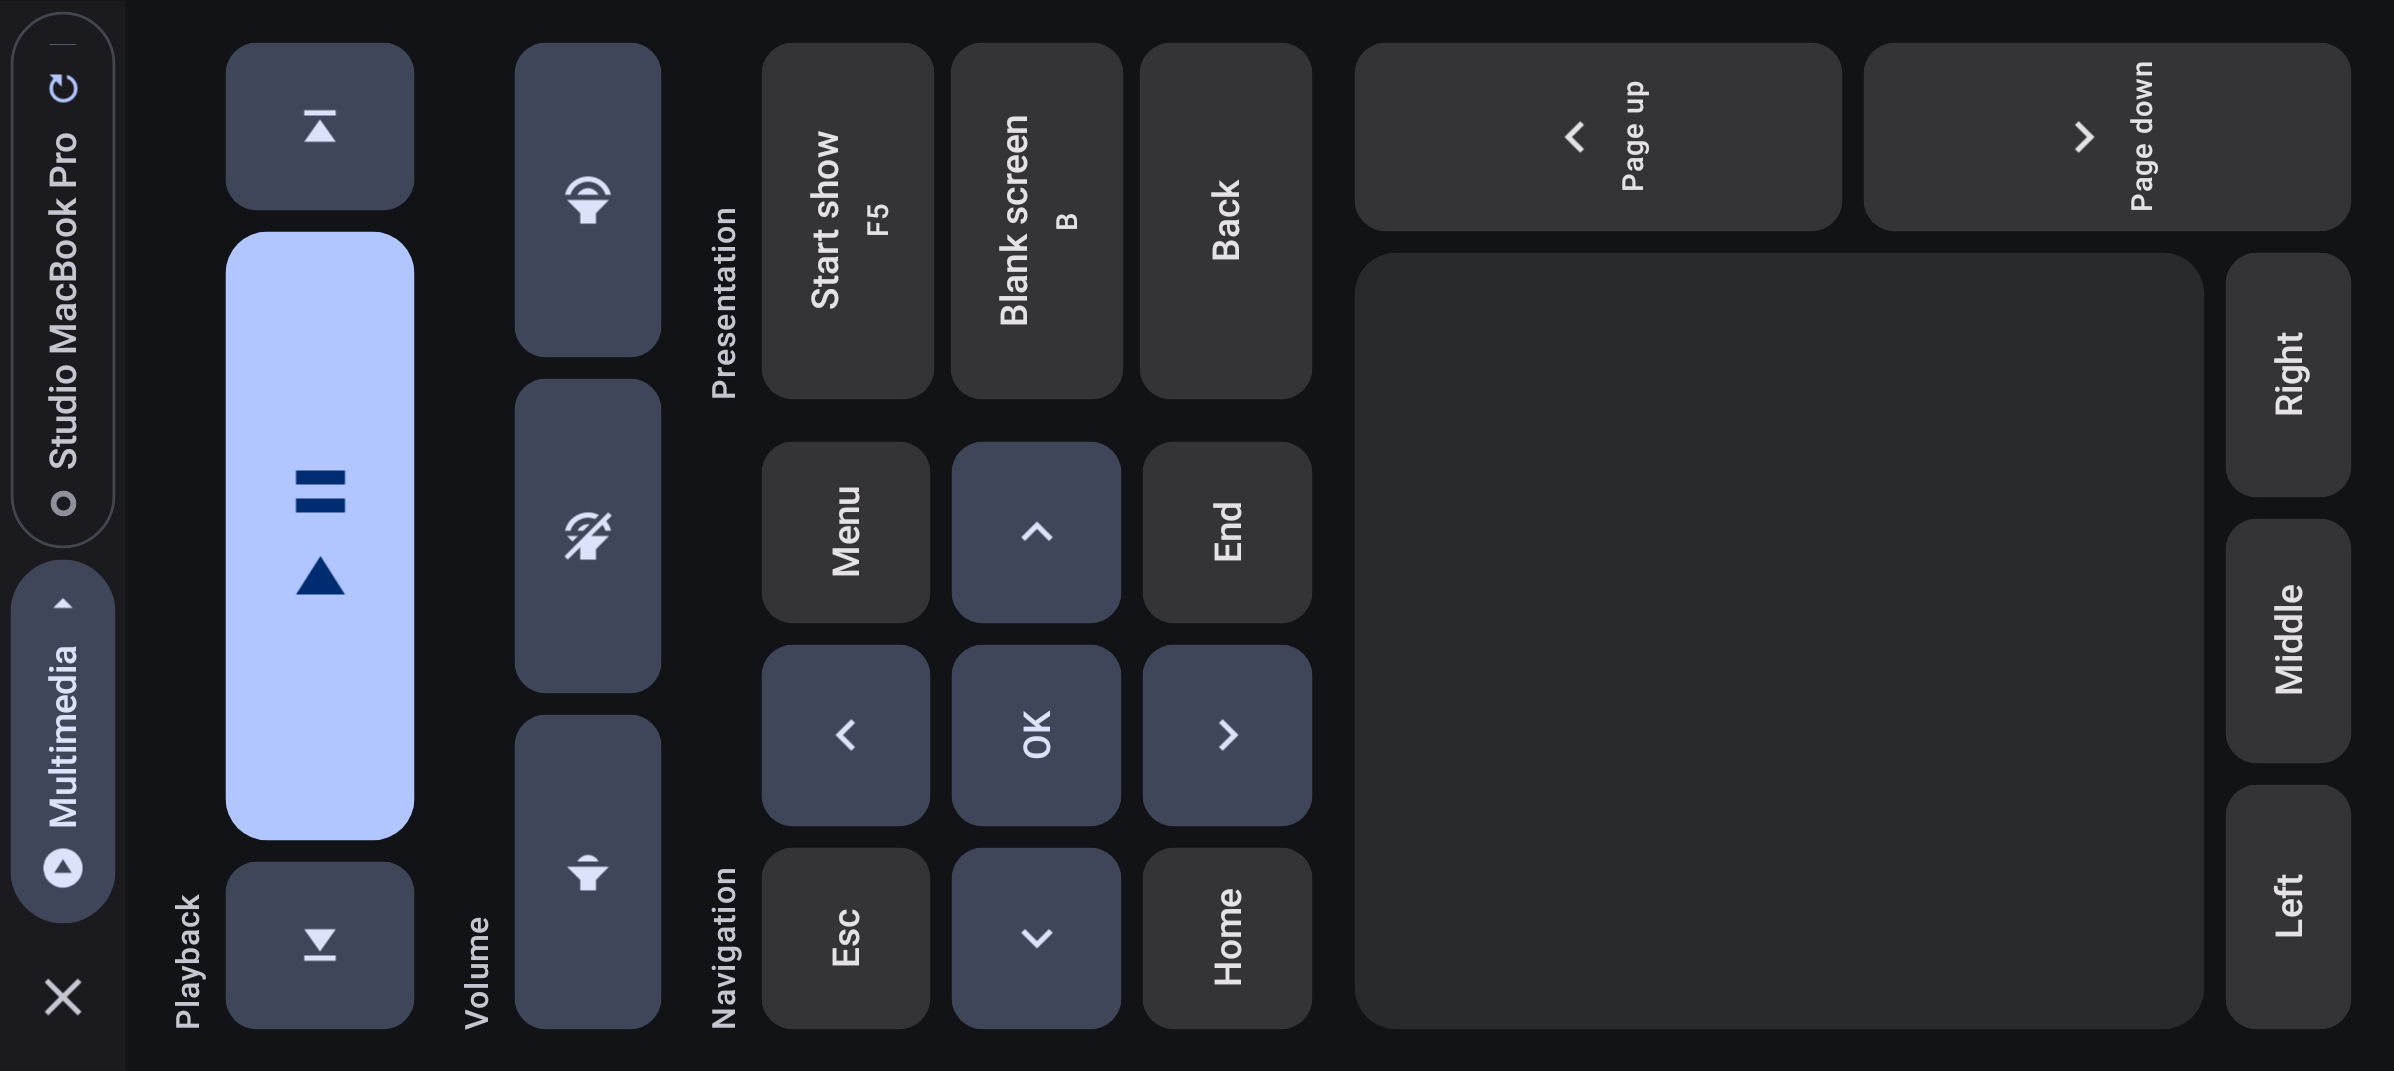 Multimedia
Studio MacBook Pro
Playback
Volume
Navigation
Presentation
Esc
Menu
Start show
F5
OK
Blank screen
B
Home
End
Back
Page up
Page down
Left
Middle
Right